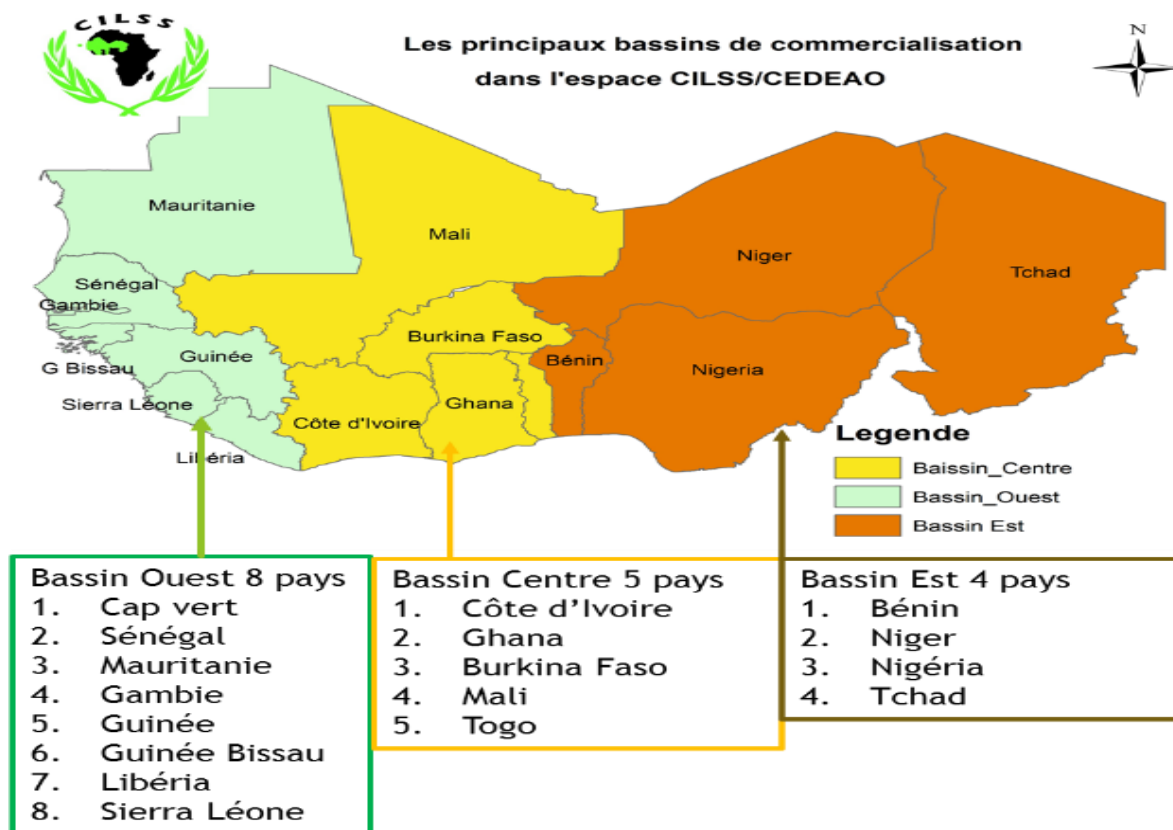 CILSS
Les principaux bassins de commercialisation
dans l'espace CILSS/CEDEAO
N
Mauritanie
Mali
Niger
Tchad
Sénégal
Gambie
Burkina Faso
Guinée
Bénin
G Bissau
Nigeria
Sierra Léone
Ghana
Côte d'Ivoire
Libéria
Legende
Baissin_Centre
Bassin_Ouest
Bassin Est
Bassin Ouest 8 pays
1. Cap vert
2. Sénégal
3. Mauritanie
4. Gambie
5. Guinée
6. Guinée Bissau
7. Libéria
8. Sierra Léone
Bassin Centre 5 pays
1. Côte d'Ivoire
2. Ghana
3. Burkina Faso
4. Mali
5. Togo
Bassin Est 4 pays
1. Bénin
2. Niger
3. Nigéria
4. Tchad